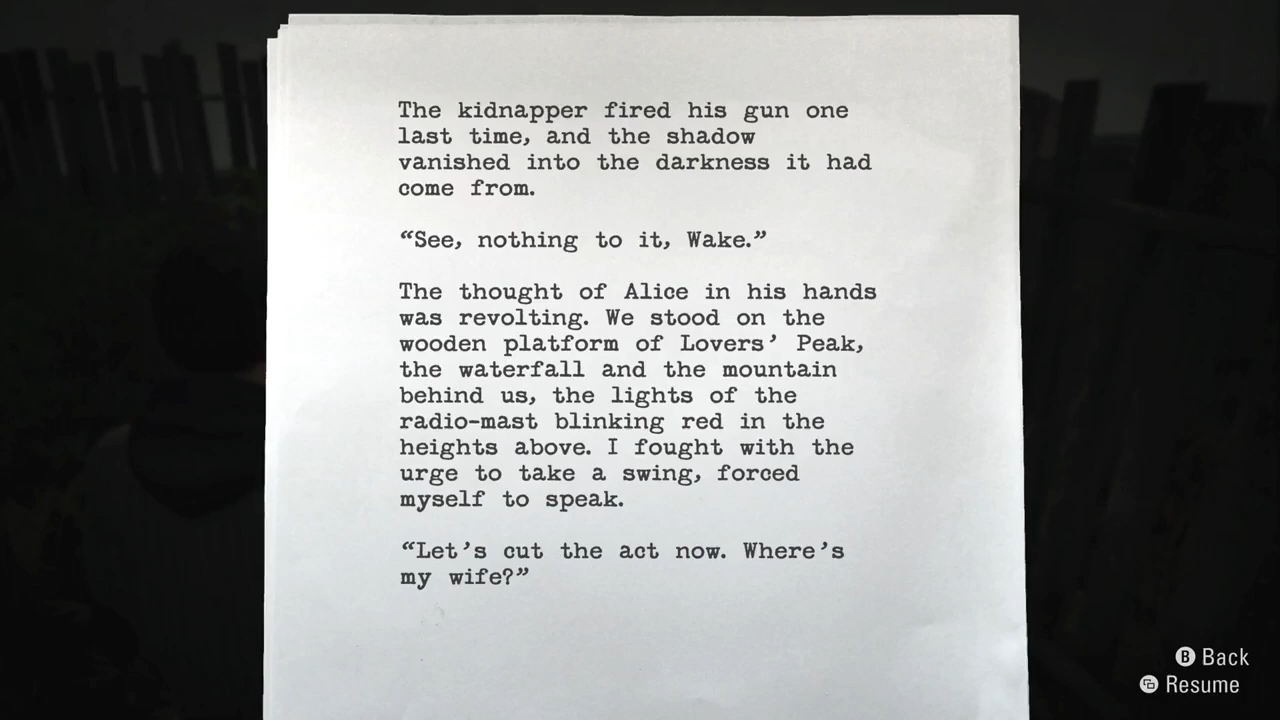 The kidnapper fired his gun one
last time, and the shadow
vanished into the darkness it had
come from.
“See, nothing to it, Wake.”
The thought of Alice in his hands
was revolting. We stood on the
wooden platform of Lovers’ Peak,
the waterfall and the mountain
behind us, the lights of the
radio-mast blinking red in the
heights above. I fought with the
urge to take a swing, forced
myself to speak.
“Let’s cut the act now. Where’s
my wife?”
B Back
Resume